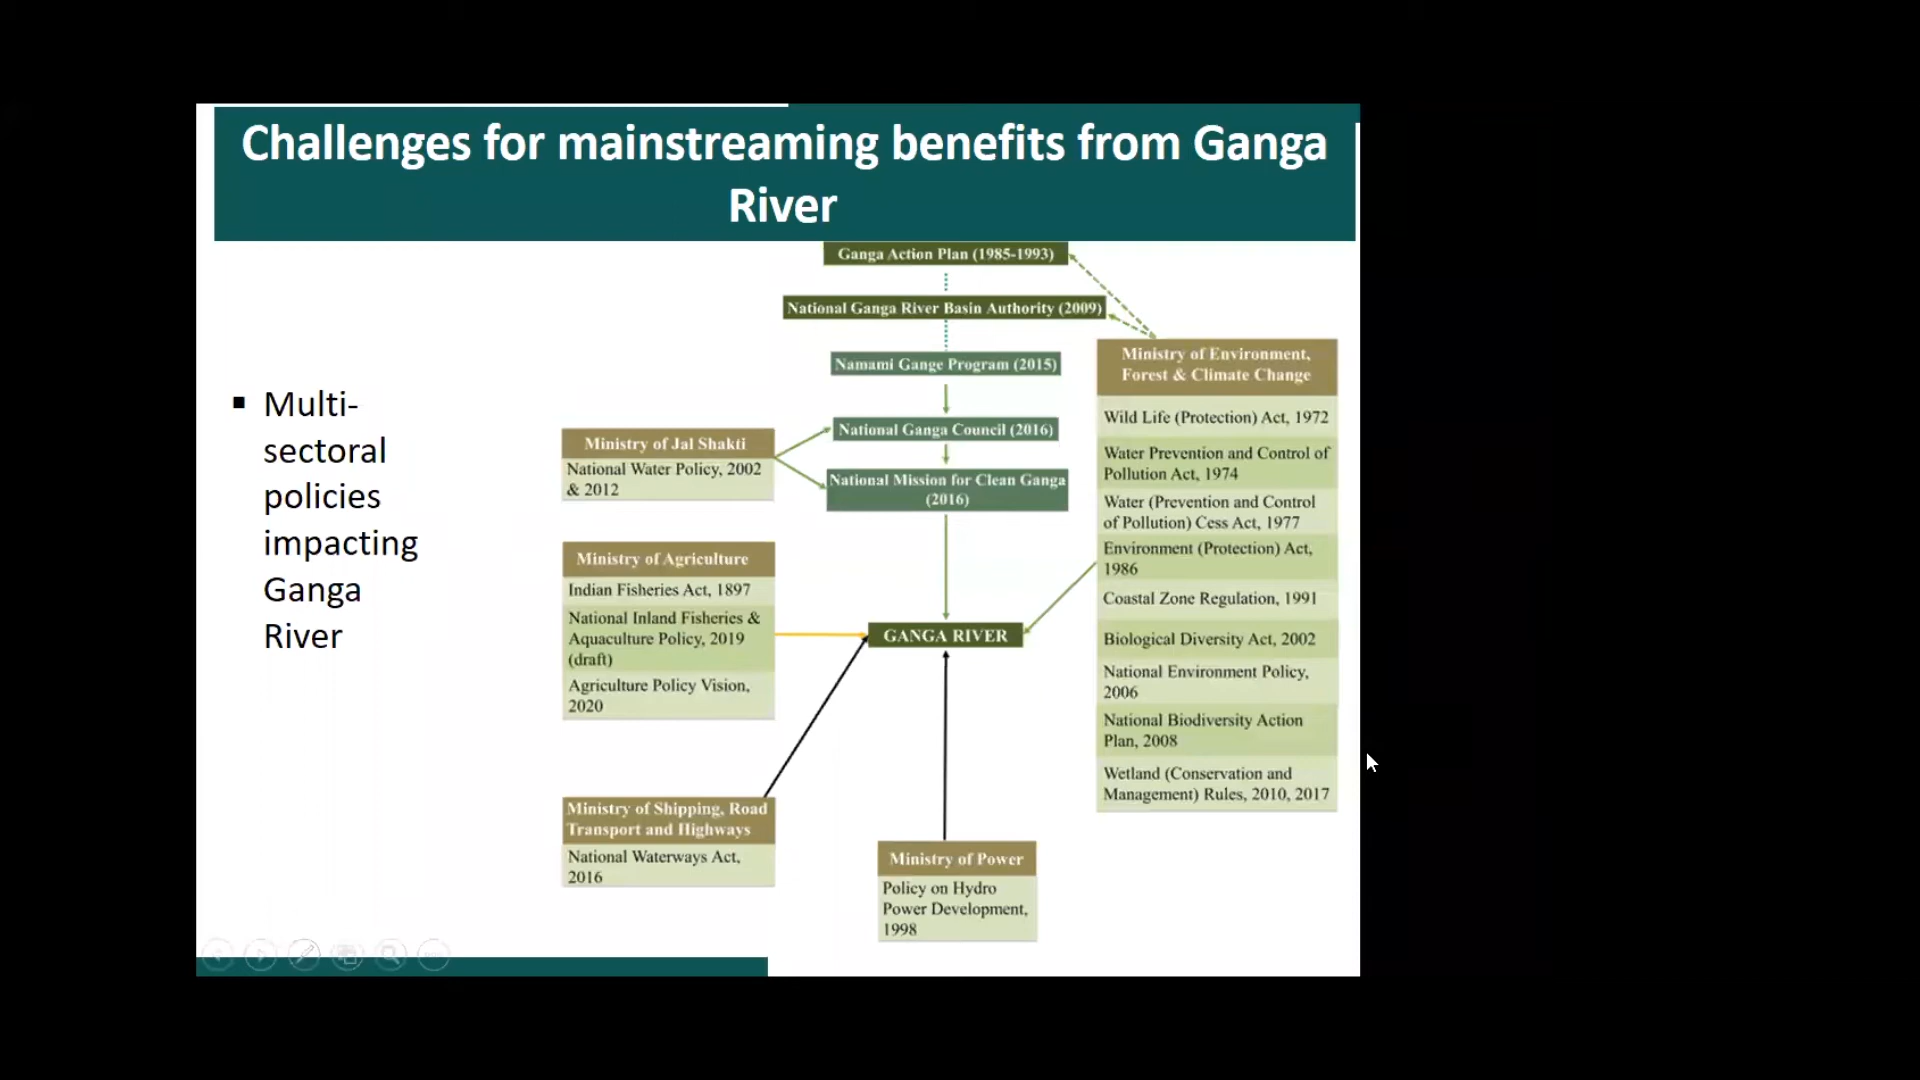 Challenges for mainstreaming benefits from Ganga
River
Multi-
sectoral
policies
impacting
Ganga
River
Ganga Action Plan (1985-1993)
National Ganga River Basin Authority (2009)
Namami Gange Program (2015)
National Ganga Council (2016)
National Mission for Clean Ganga
(2016)
GANGA RIVER
Ministry of Jal Shakti
National Water Policy, 2002
& 2012
Ministry of Agriculture
Indian Fisheries Act, 1897
National Inland Fisheries &
Aquaculture Policy, 2019
(draft)
Agriculture Policy Vision,
2020
Ministry of Shipping, Road
Transport and Highways
National Waterways Act,
2016
Ministry of Power
Policy on Hydro
Power Development,
1998
Ministry of Environment,
Forest & Climate Change
Wild Life (Protection) Act, 1972
Water Prevention and Control of
Pollution Act, 1974
Water (Prevention and Control
of Pollution) Cess Act, 1977
Environment (Protection) Act,
1986
Coastal Zone Regulation, 1991
Biological Diversity Act, 2002
National Environment Policy,
2006
National Biodiversity Action
Plan, 2008
Wetland (Conservation and
Management) Rules, 2010, 2017